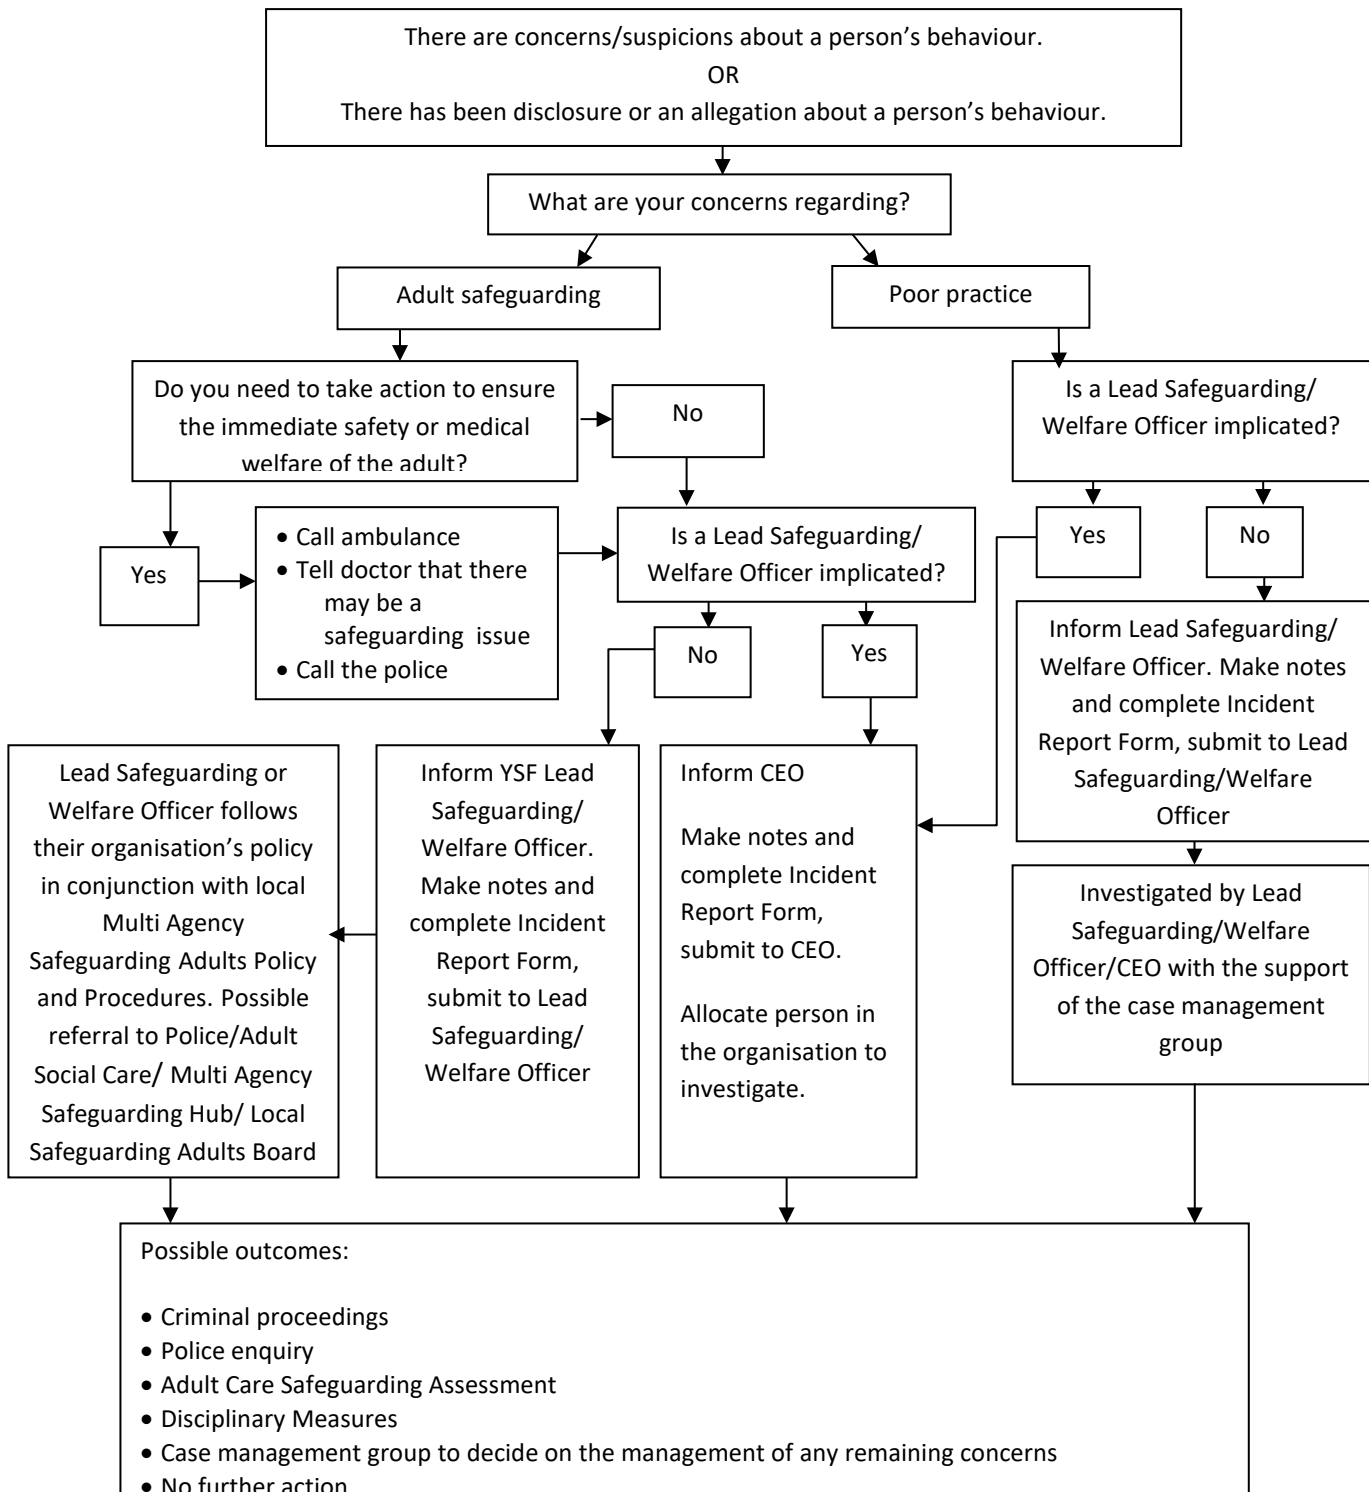 There are concerns/suspicions about a person’s behaviour.
OR
There has been disclosure or an allegation about a person’s behaviour.
What are your concerns regarding?
Adult safeguarding
Poor practice
Do you need to take action to ensure
the immediate safety or medical
welfare of the adult?
No
Is a Lead Safeguarding/
Welfare Officer implicated?
Yes
• Call ambulance
• Tell doctor that there
may be a
safeguarding issue
• Call the police
Is a Lead Safeguarding/
Welfare Officer implicated?
Yes
No
No
Yes
Inform Lead Safeguarding/
Welfare Officer. Make notes
and complete Incident
Report Form, submit to Lead
Safeguarding/Welfare
Officer
Lead Safeguarding or
Welfare Officer follows
their organisation’s policy
in conjunction with local
Multi Agency
Safeguarding Adults Policy
and Procedures. Possible
referral to Police/Adult
Social Care/ Multi Agency
Safeguarding Hub/ Local
Safeguarding Adults Board
Inform YSF Lead
Safeguarding/
Welfare Officer.
Make notes and
complete Incident
Report Form,
submit to Lead
Safeguarding/
Welfare Officer
Inform CEO
Make notes and
complete Incident
Report Form,
submit to CEO.
Allocate person in
the organisation to
investigate.
Investigated by Lead
Safeguarding/Welfare
Officer/CEO with the support
of the case management
group
Possible outcomes:
• Criminal proceedings
• Police enquiry
• Adult Care Safeguarding Assessment
• Disciplinary Measures
• Case management group to decide on the management of any remaining concerns
• No further action